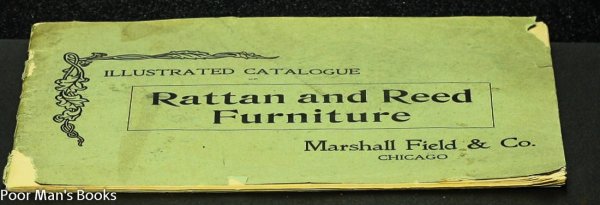 ILLUSTRATED CATALOGUE
Rattan and Reed
Furniture
Marshall Field & Co.
CHICAGO
Poor Man's Books